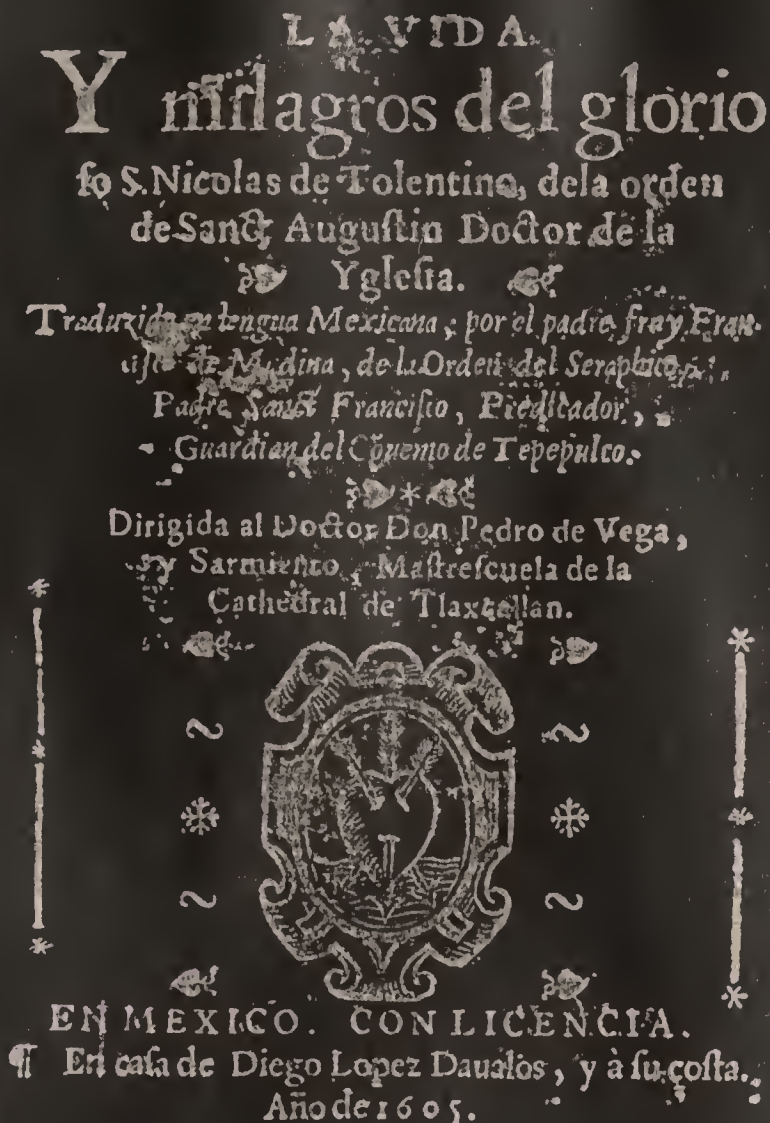 LA VIDA
Y milagros del glorio
ſo S. Nicolas de Tolentino, dela orden
de Sanct Auguſtin Doctor de la
Ygleſia.
Traduzida en lengua Mexicana, por el padre fray Fran-
ciſco de Medina, de la Orden del Seraphico
Padre Sanct Franciſco, Predicador,
Guardian del Cõuento de Tepepulco.
Dirigida al Doctor Don Pedro de Vega,
y Sarmiento, Maſtreſcuela de la
Cathedral de Tlaxcallan.
EN MEXICO. CON LICENCIA.
¶ En caſa de Diego Lopez Daualos, y à ſu coſta.
Año de 1605.